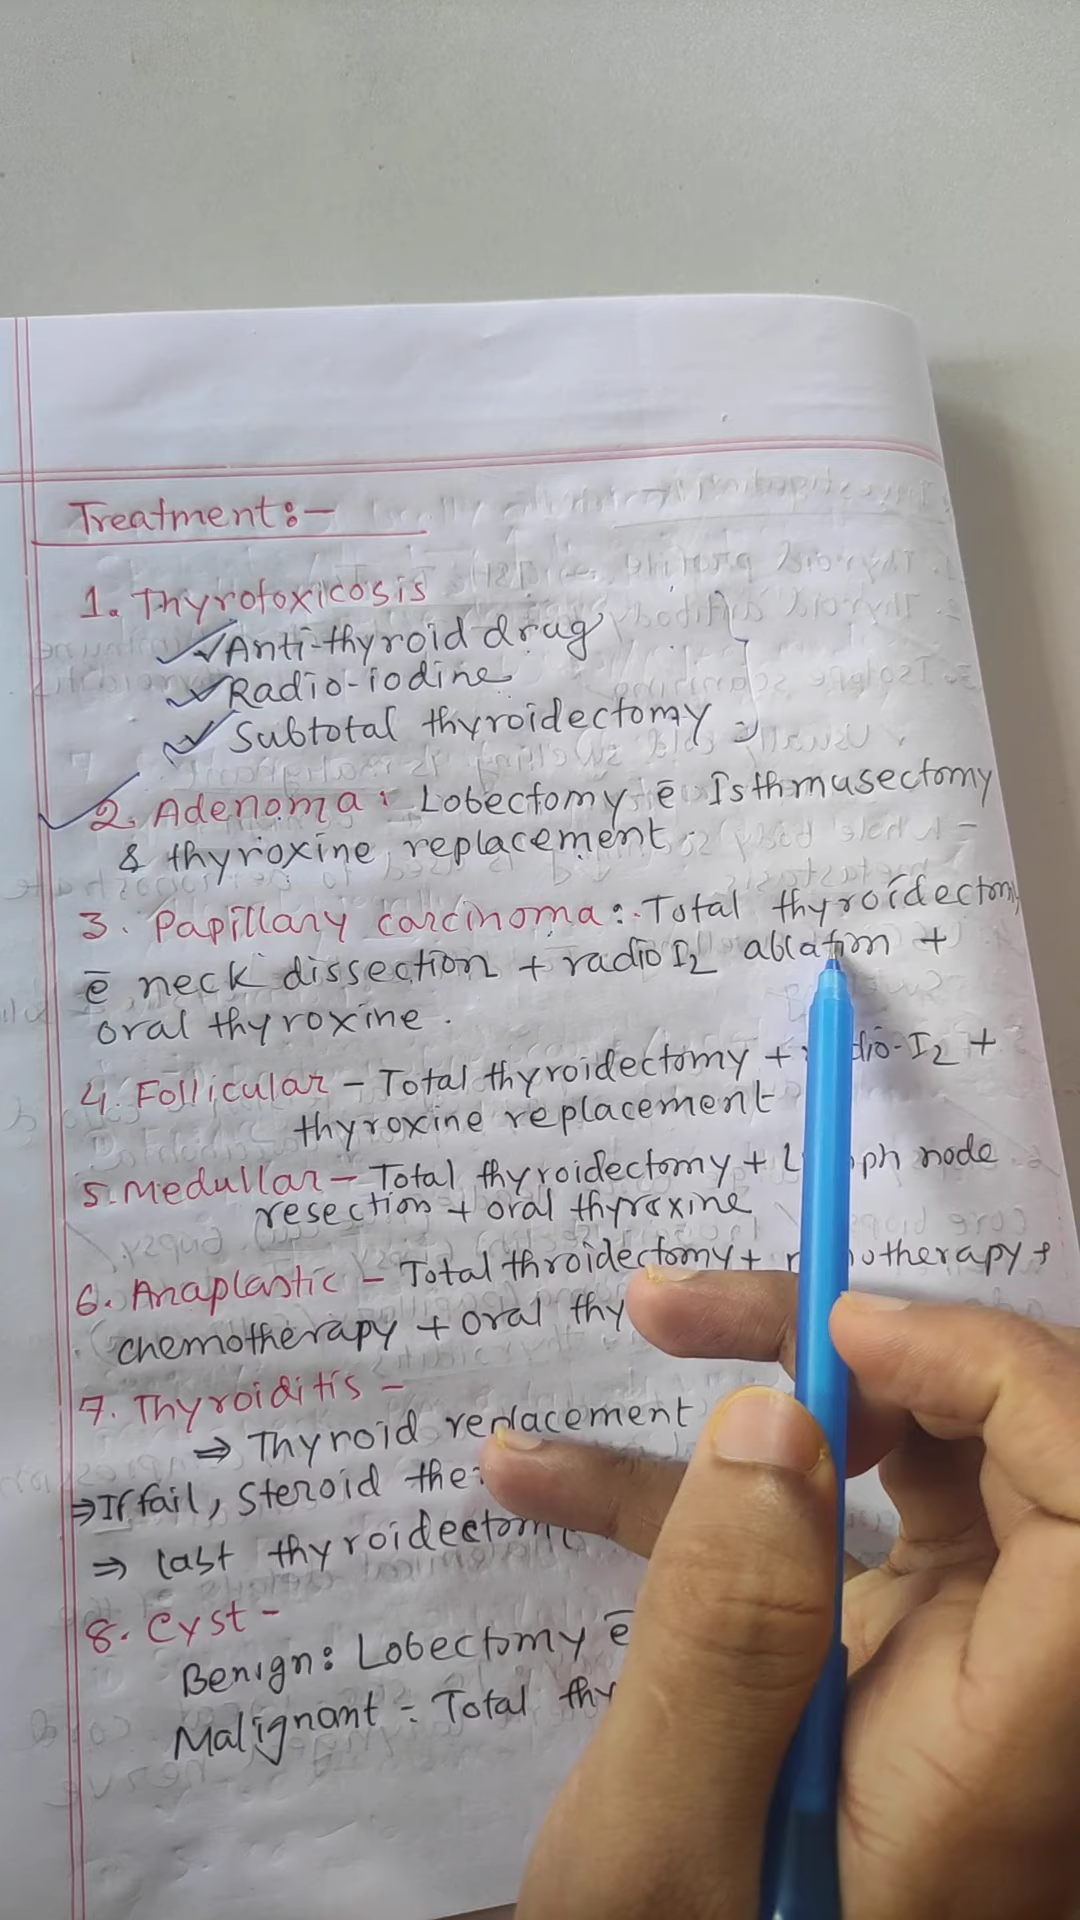 Treatment:-
1. Thyrotoxicosis
✓ Anti-thyroid drug
✓ Radio-iodine
✓ Subtotal thyroidectomy
2. Adenoma: Lobectomy ē Isthmusectomy
& thyroxine replacement.
3. Papillary carcinoma: Total thyroidectomy
ē neck dissection + radio I2 ablation +
oral thyroxine.
4. Follicular - Total thyroidectomy + I2 +
thyroxine replacement
5. Medullar - Total thyroidectomy + node
resection + oral thyroxine
6. Anaplastic - Total throidectomy +
chemotherapy + oral
7. Thyroiditis -
⇒ Thyroid replacement
⇒ If fail, Steroid
⇒ last thyroidectomy
8. Cyst -
Benign: Lobectomy ē
Malignant - Total